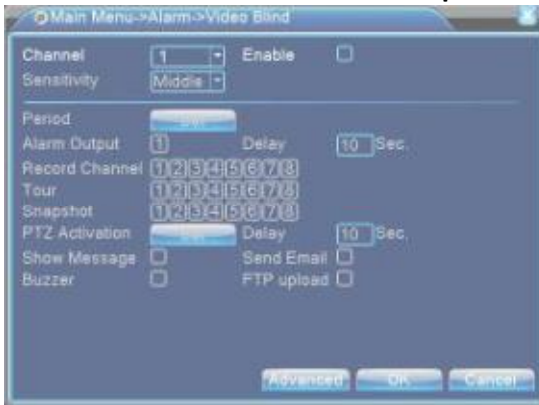 Main Menu->Alarm->Video Blind
Channel 1 Enable
Sensitivity Middle
Period Set
Alarm Output 1 Delay 10 Sec.
Record Channel 1 2 3 4 5 6 7 8
Tour 1 2 3 4 5 6 7 8
Snapshot 1 2 3 4 5 6 7 8
PTZ Activation Set Delay 10 Sec.
Show Message Send Email
Buzzer FTP upload
Advanced OK Cancel